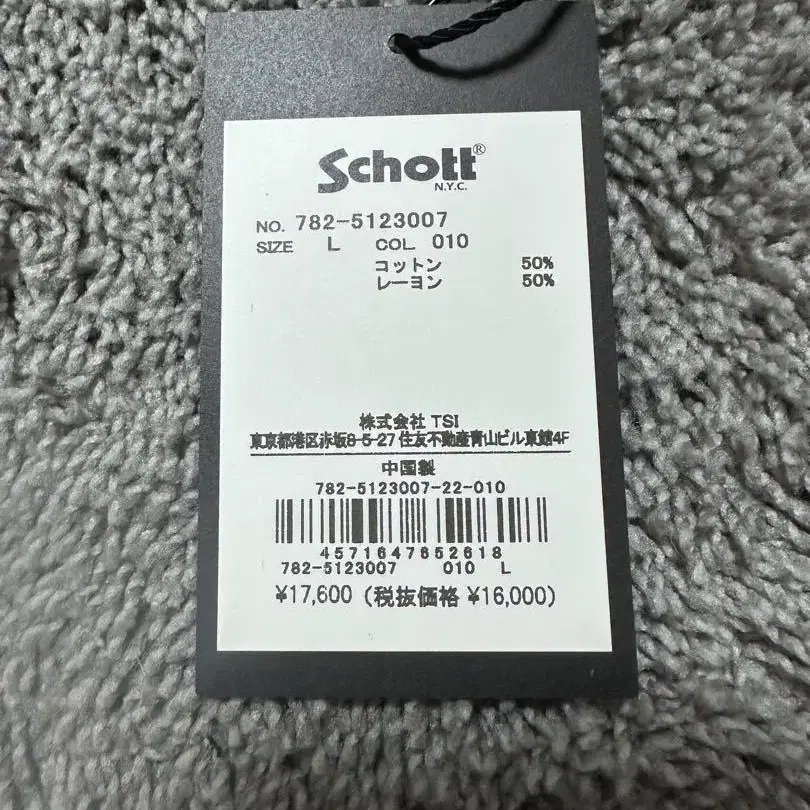 Schott®
N.Y.C.
NO. 782-5123007
SIZE L COL 010
コットン 50%
レーヨン 50%
株式会社 TSI
東京都港区赤坂8-5-27 住友不動産青山ビル東館4F
中国製
782-5123007-22-010
4571647652618
782-5123007 010 L
¥17,600 (税抜価格 ¥16,000)